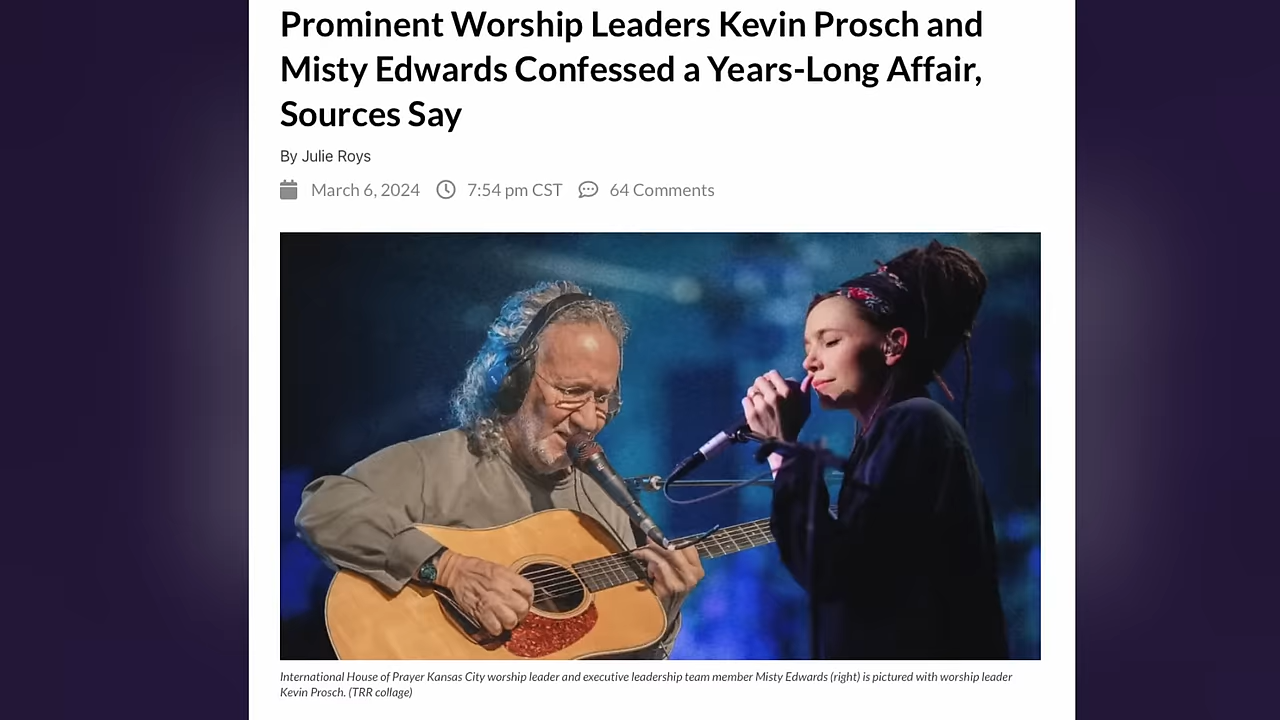 Prominent Worship Leaders Kevin Prosch and
Misty Edwards Confessed a Years-Long Affair,
Sources Say
By Julie Roys
March 6, 2024 7:54 pm CST 64 Comments
International House of Prayer Kansas City worship leader and executive leadership team member Misty Edwards (right) is pictured with worship leader
Kevin Prosch. (TRR collage)